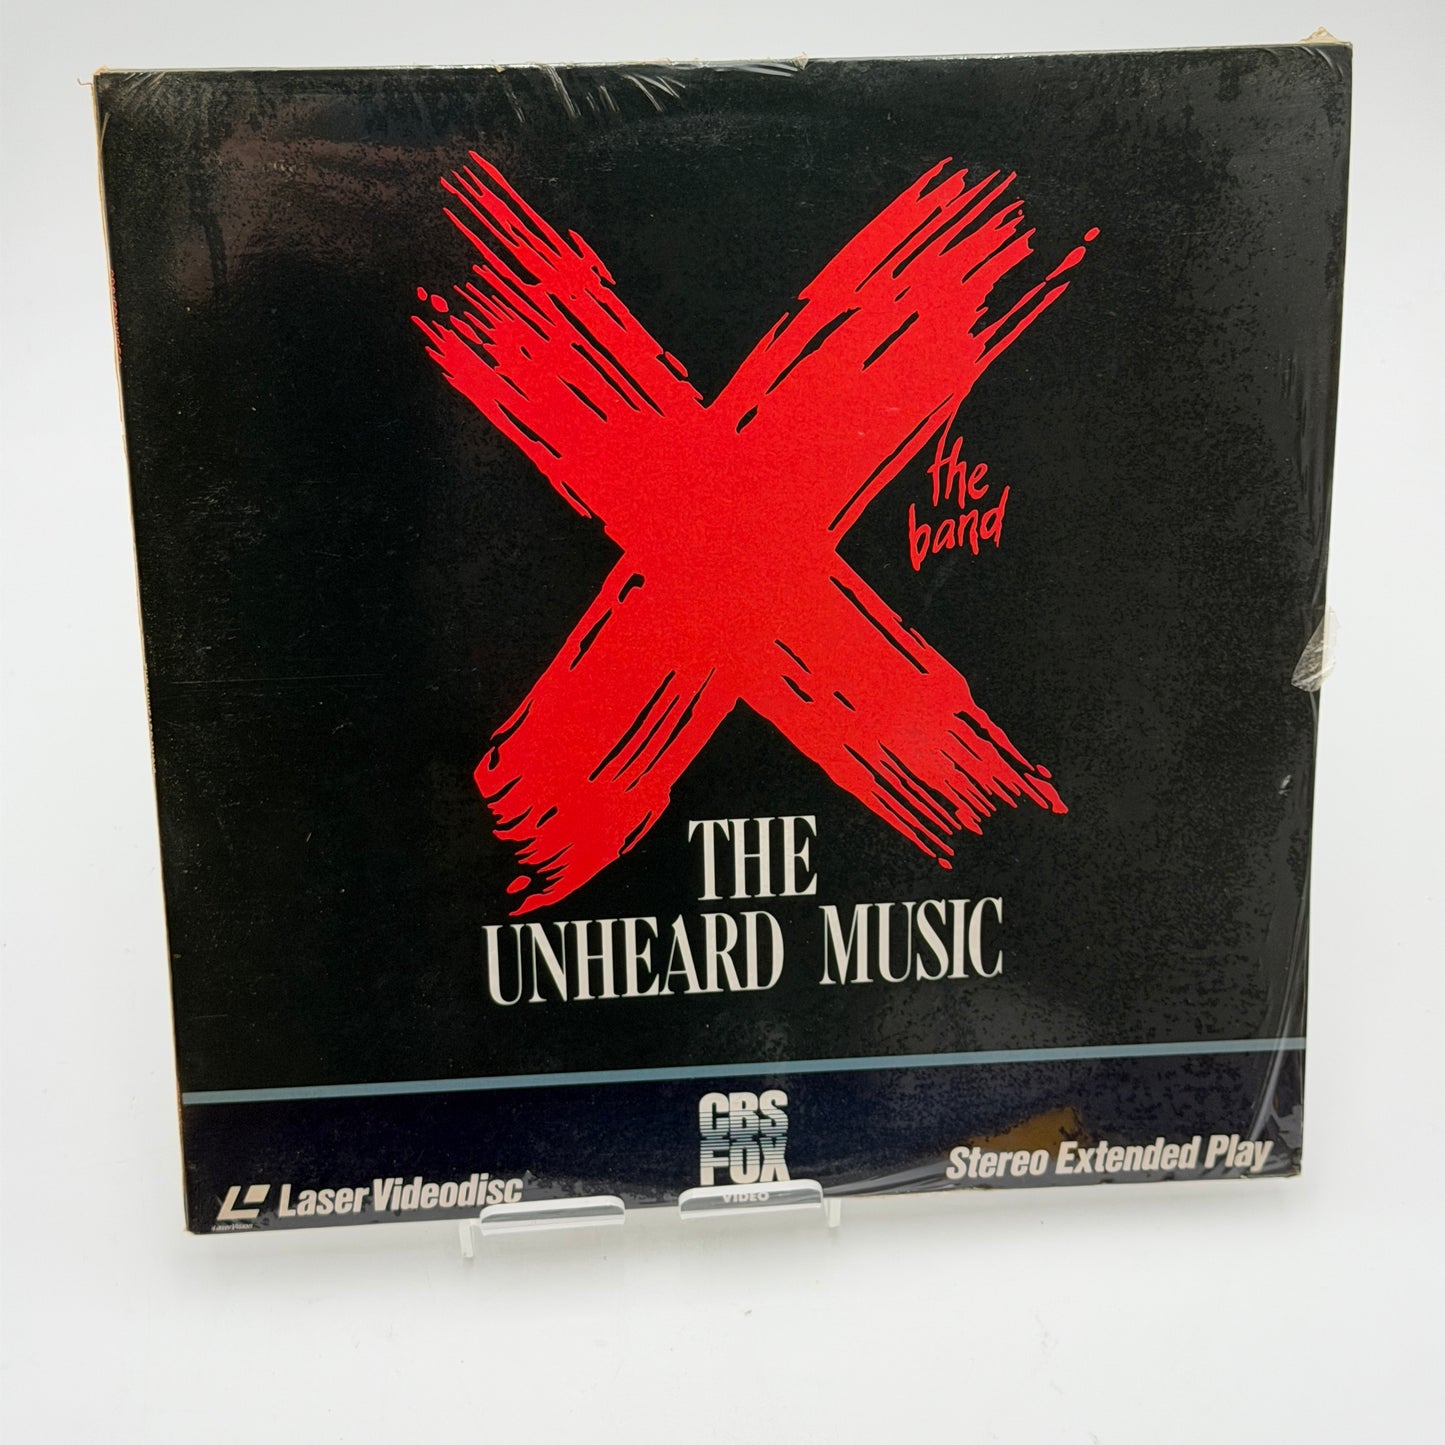 X
the
band
THE
UNHEARD MUSIC
CBS
FOX
VIDEO
LaserVision
Laser Videodisc
Stereo Extended Play